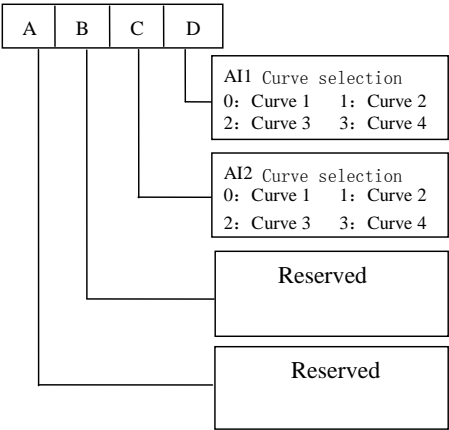 A B C D
AI1 Curve selection
0：Curve 1 1：Curve 2
2：Curve 3 3：Curve 4
AI2 Curve selection
0：Curve 1 1：Curve 2
2：Curve 3 3：Curve 4
Reserved
Reserved